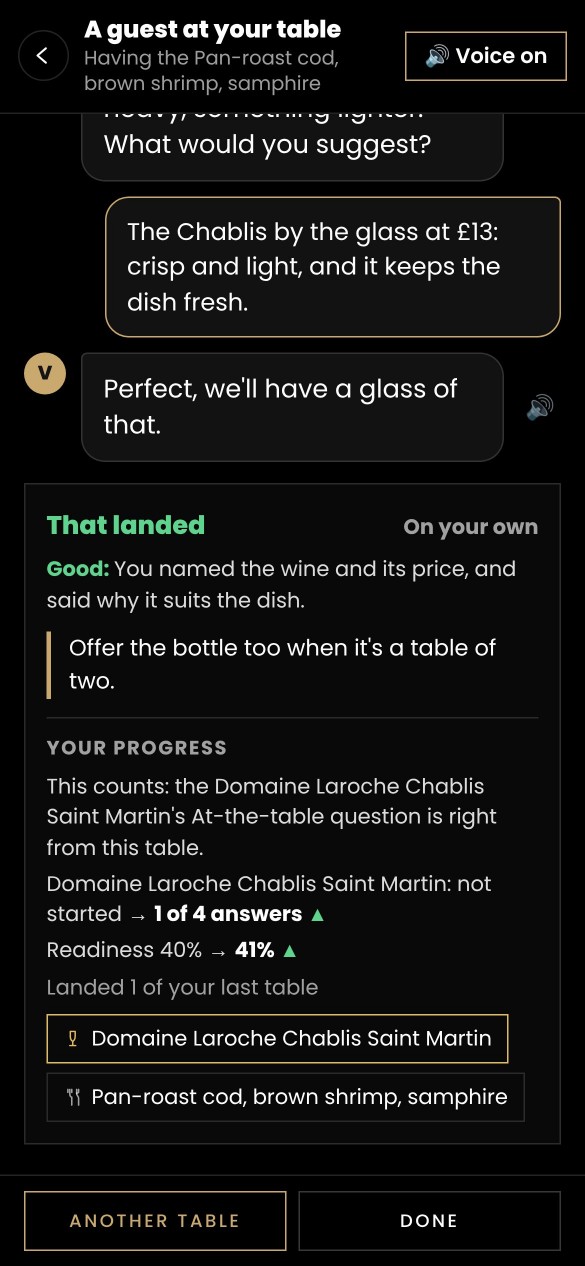 A guest at your table
Having the Pan-roast cod,
brown shrimp, samphire
🔊 Voice on
heavy, something lighter.
What would you suggest?
The Chablis by the glass at £13:
crisp and light, and it keeps the
dish fresh.
V
Perfect, we'll have a glass of
that.
That landed
On your own
Good: You named the wine and its price, and
said why it suits the dish.
Offer the bottle too when it's a table of
two.
YOUR PROGRESS
This counts: the Domaine Laroche Chablis
Saint Martin's At-the-table question is right
from this table.
Domaine Laroche Chablis Saint Martin: not
started → 1 of 4 answers ▲
Readiness 40% → 41% ▲
Landed 1 of your last table
Domaine Laroche Chablis Saint Martin
Pan-roast cod, brown shrimp, samphire
ANOTHER TABLE
DONE